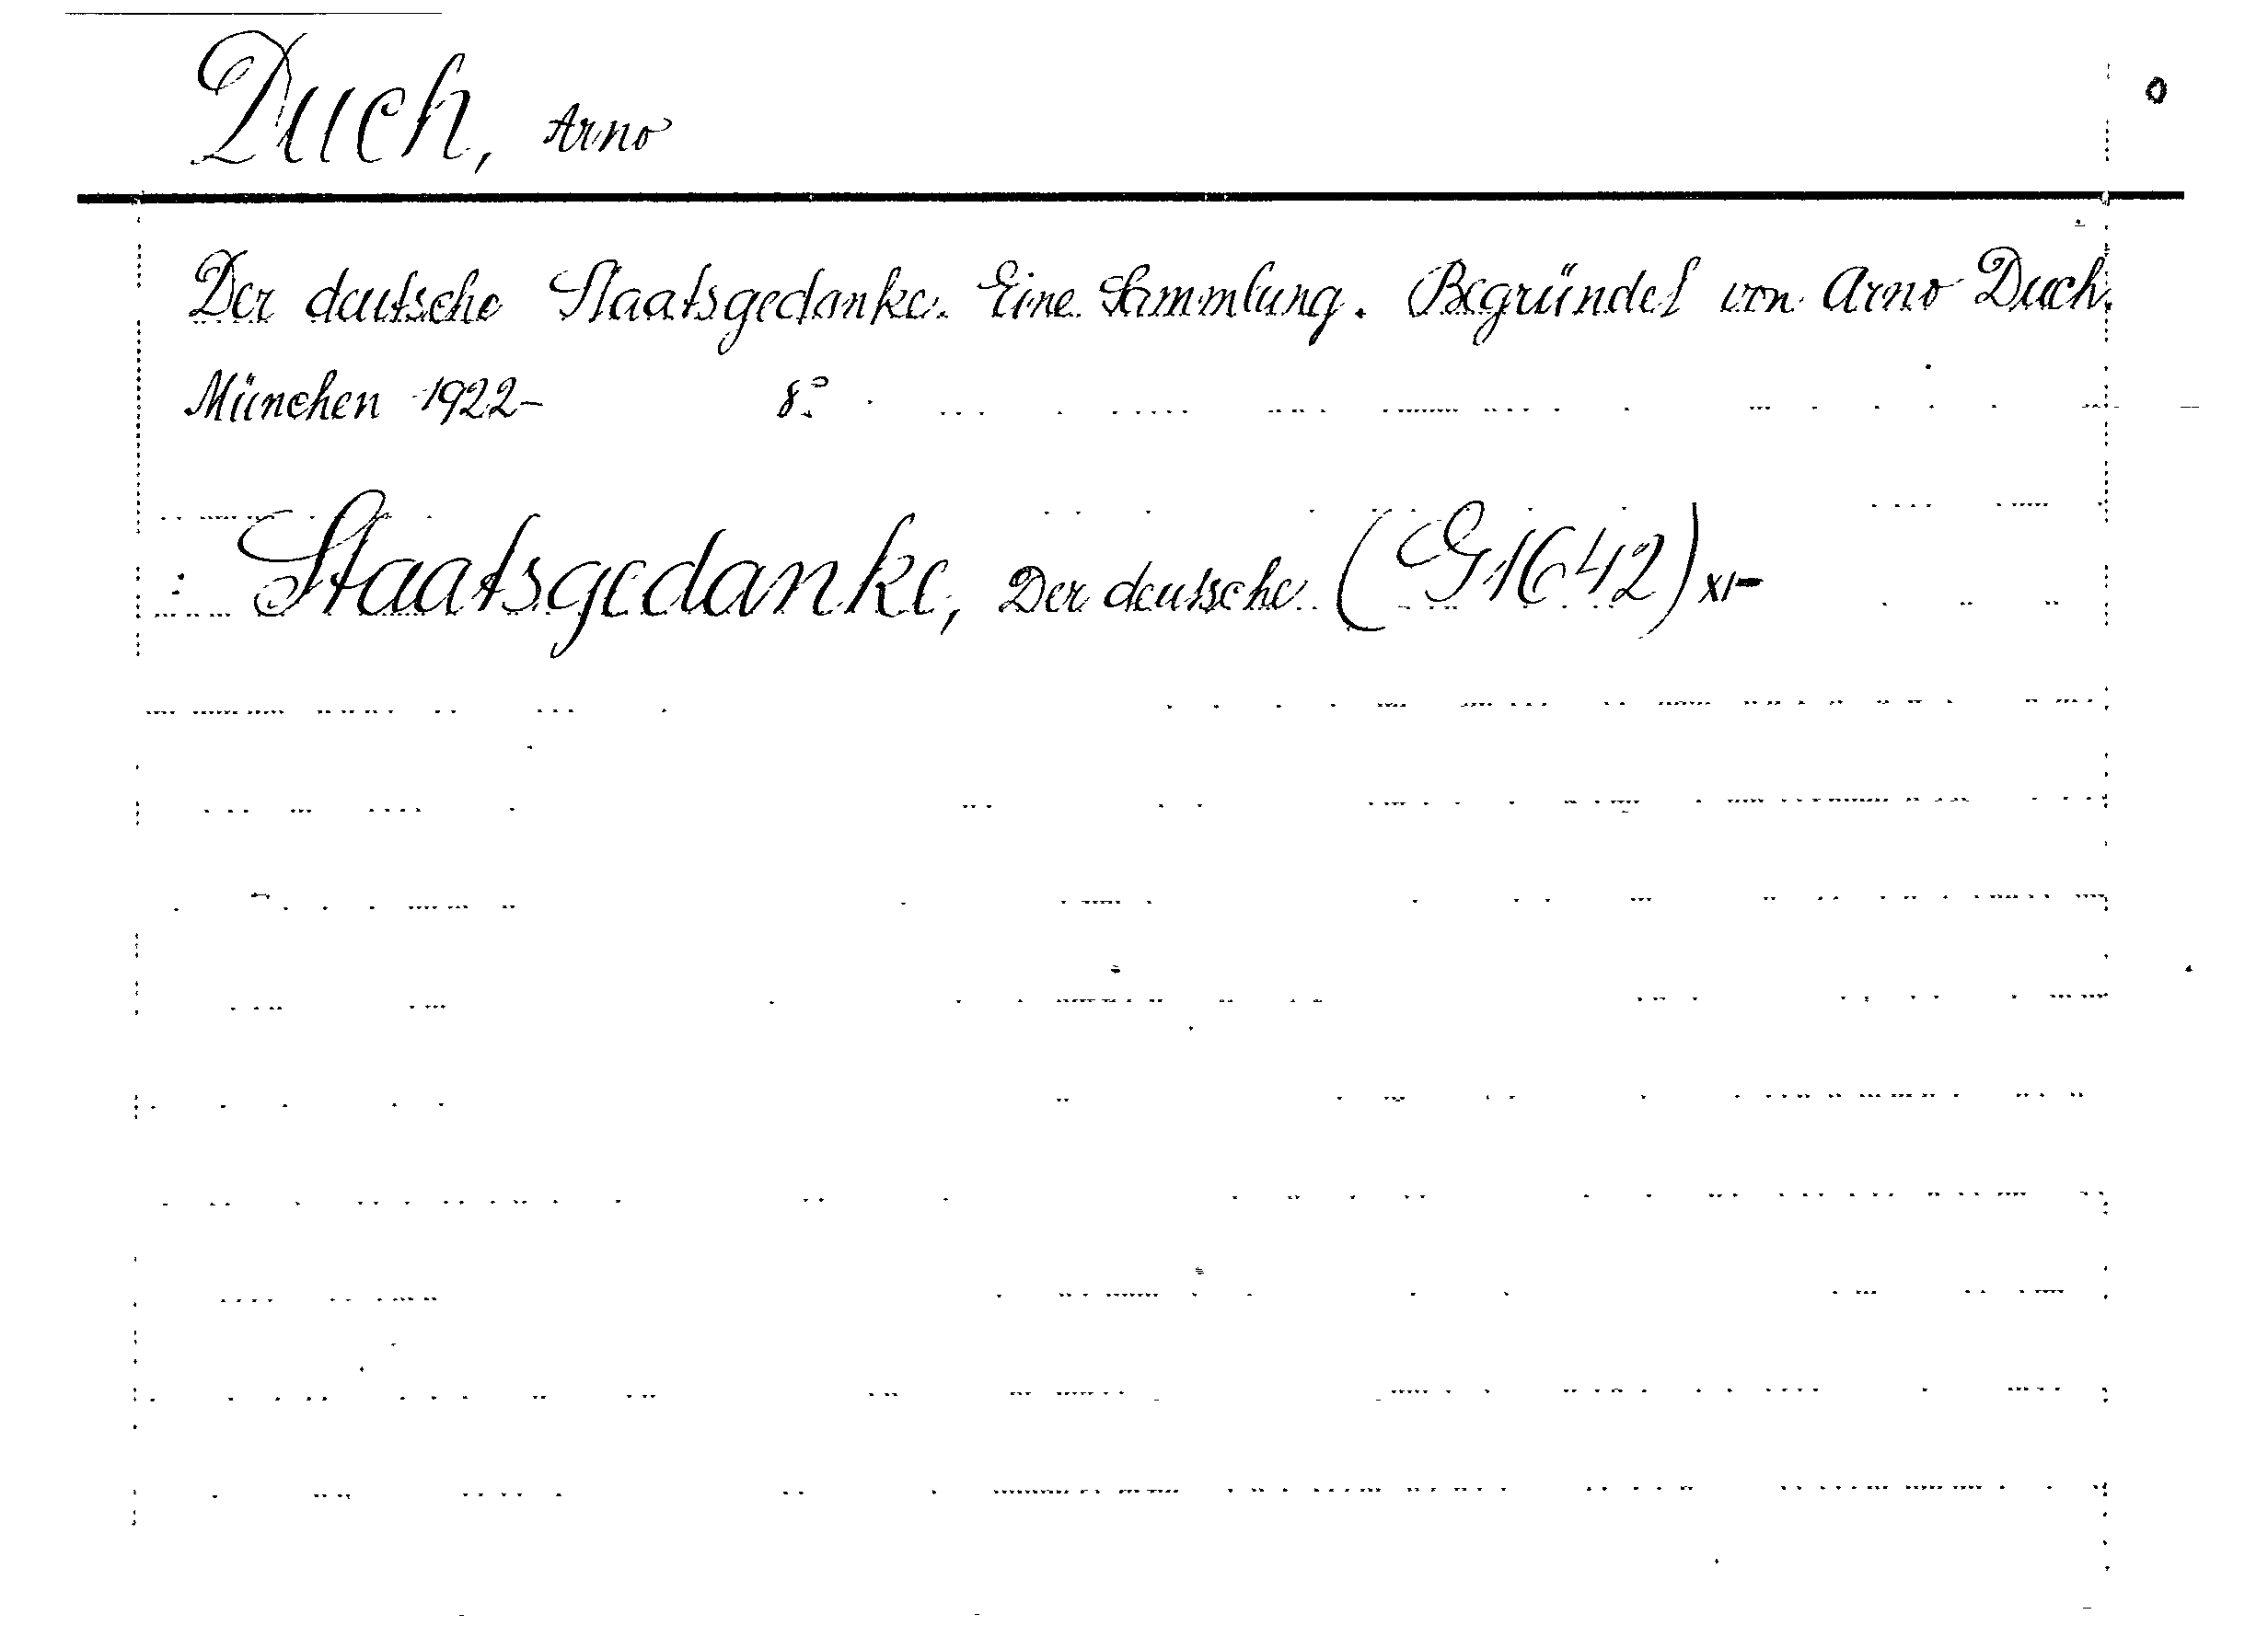 Duch, Arno
o
Der deutsche Staatsgedanke. Eine Sammlung. Begründet von Arno Duch.
München 1922- 8°.
: Staatsgedanke, Der deutsche (G 1642) XI-